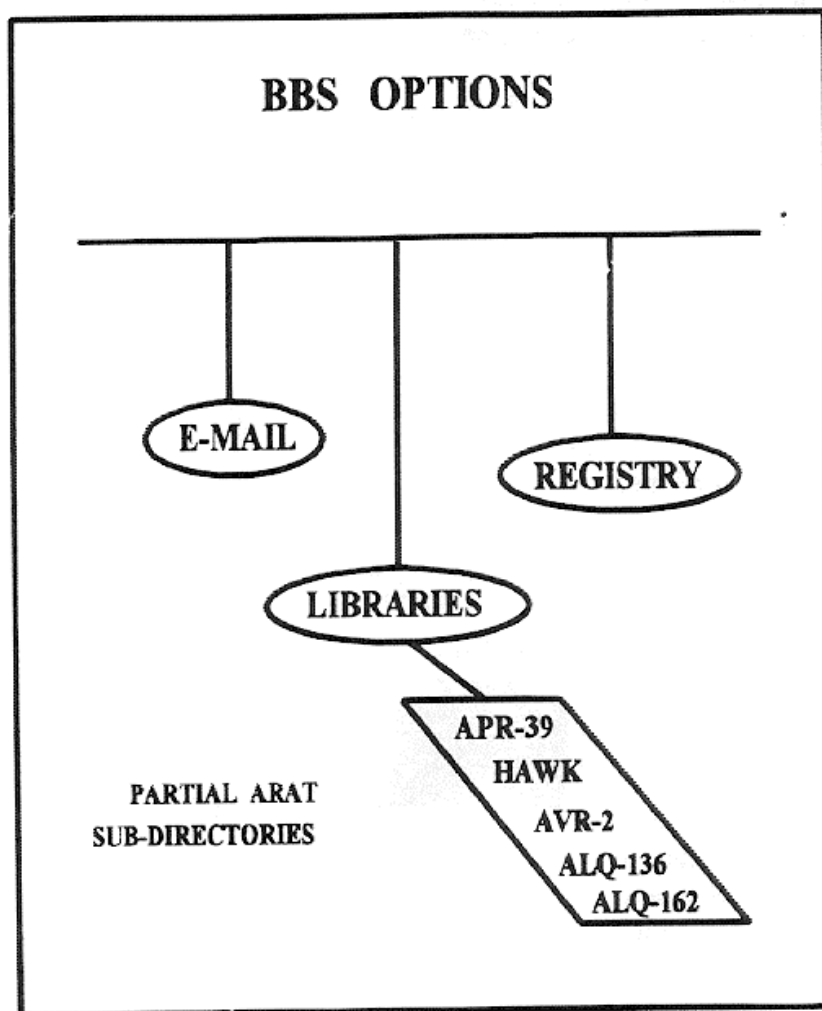 BBS OPTIONS
E-MAIL
REGISTRY
LIBRARIES
APR-39
HAWK
AVR-2
ALQ-136
ALQ-162
PARTIAL ARAT
SUB-DIRECTORIES